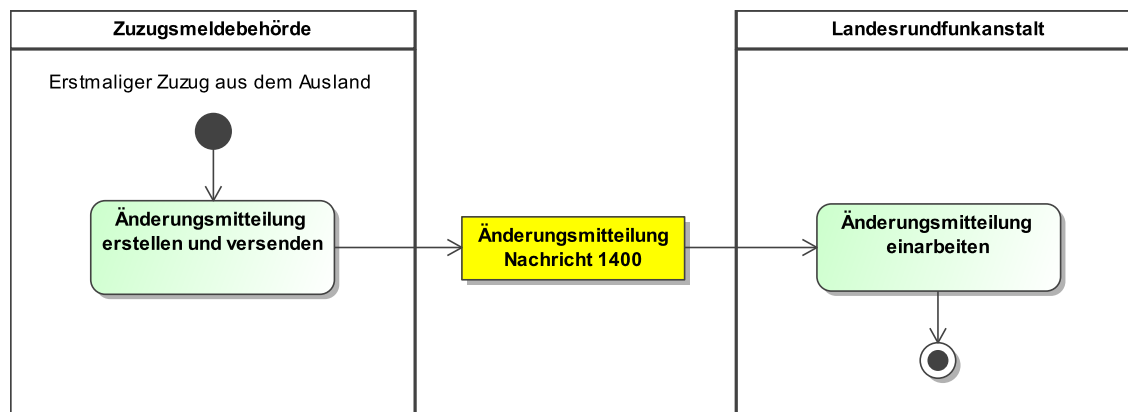 Zuzugsmeldebehörde
Landesrundfunkanstalt
Erstmaliger Zuzug aus dem Ausland
Änderungsmitteilung
erstellen und versenden
Änderungsmitteilung
Nachricht 1400
Änderungsmitteilung
einarbeiten